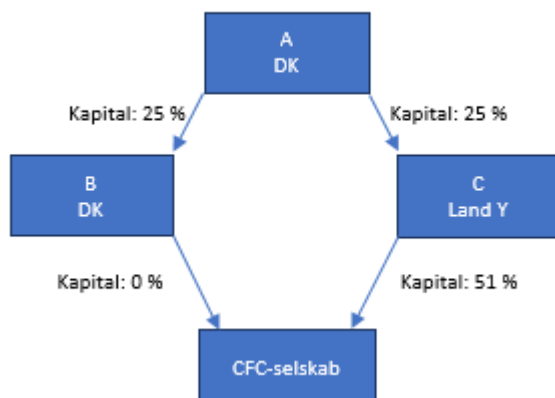 A
DK
Kapital: 25 %
Kapital: 25 %
B
DK
C
Land Y
Kapital: 0 %
Kapital: 51 %
CFC-selskab